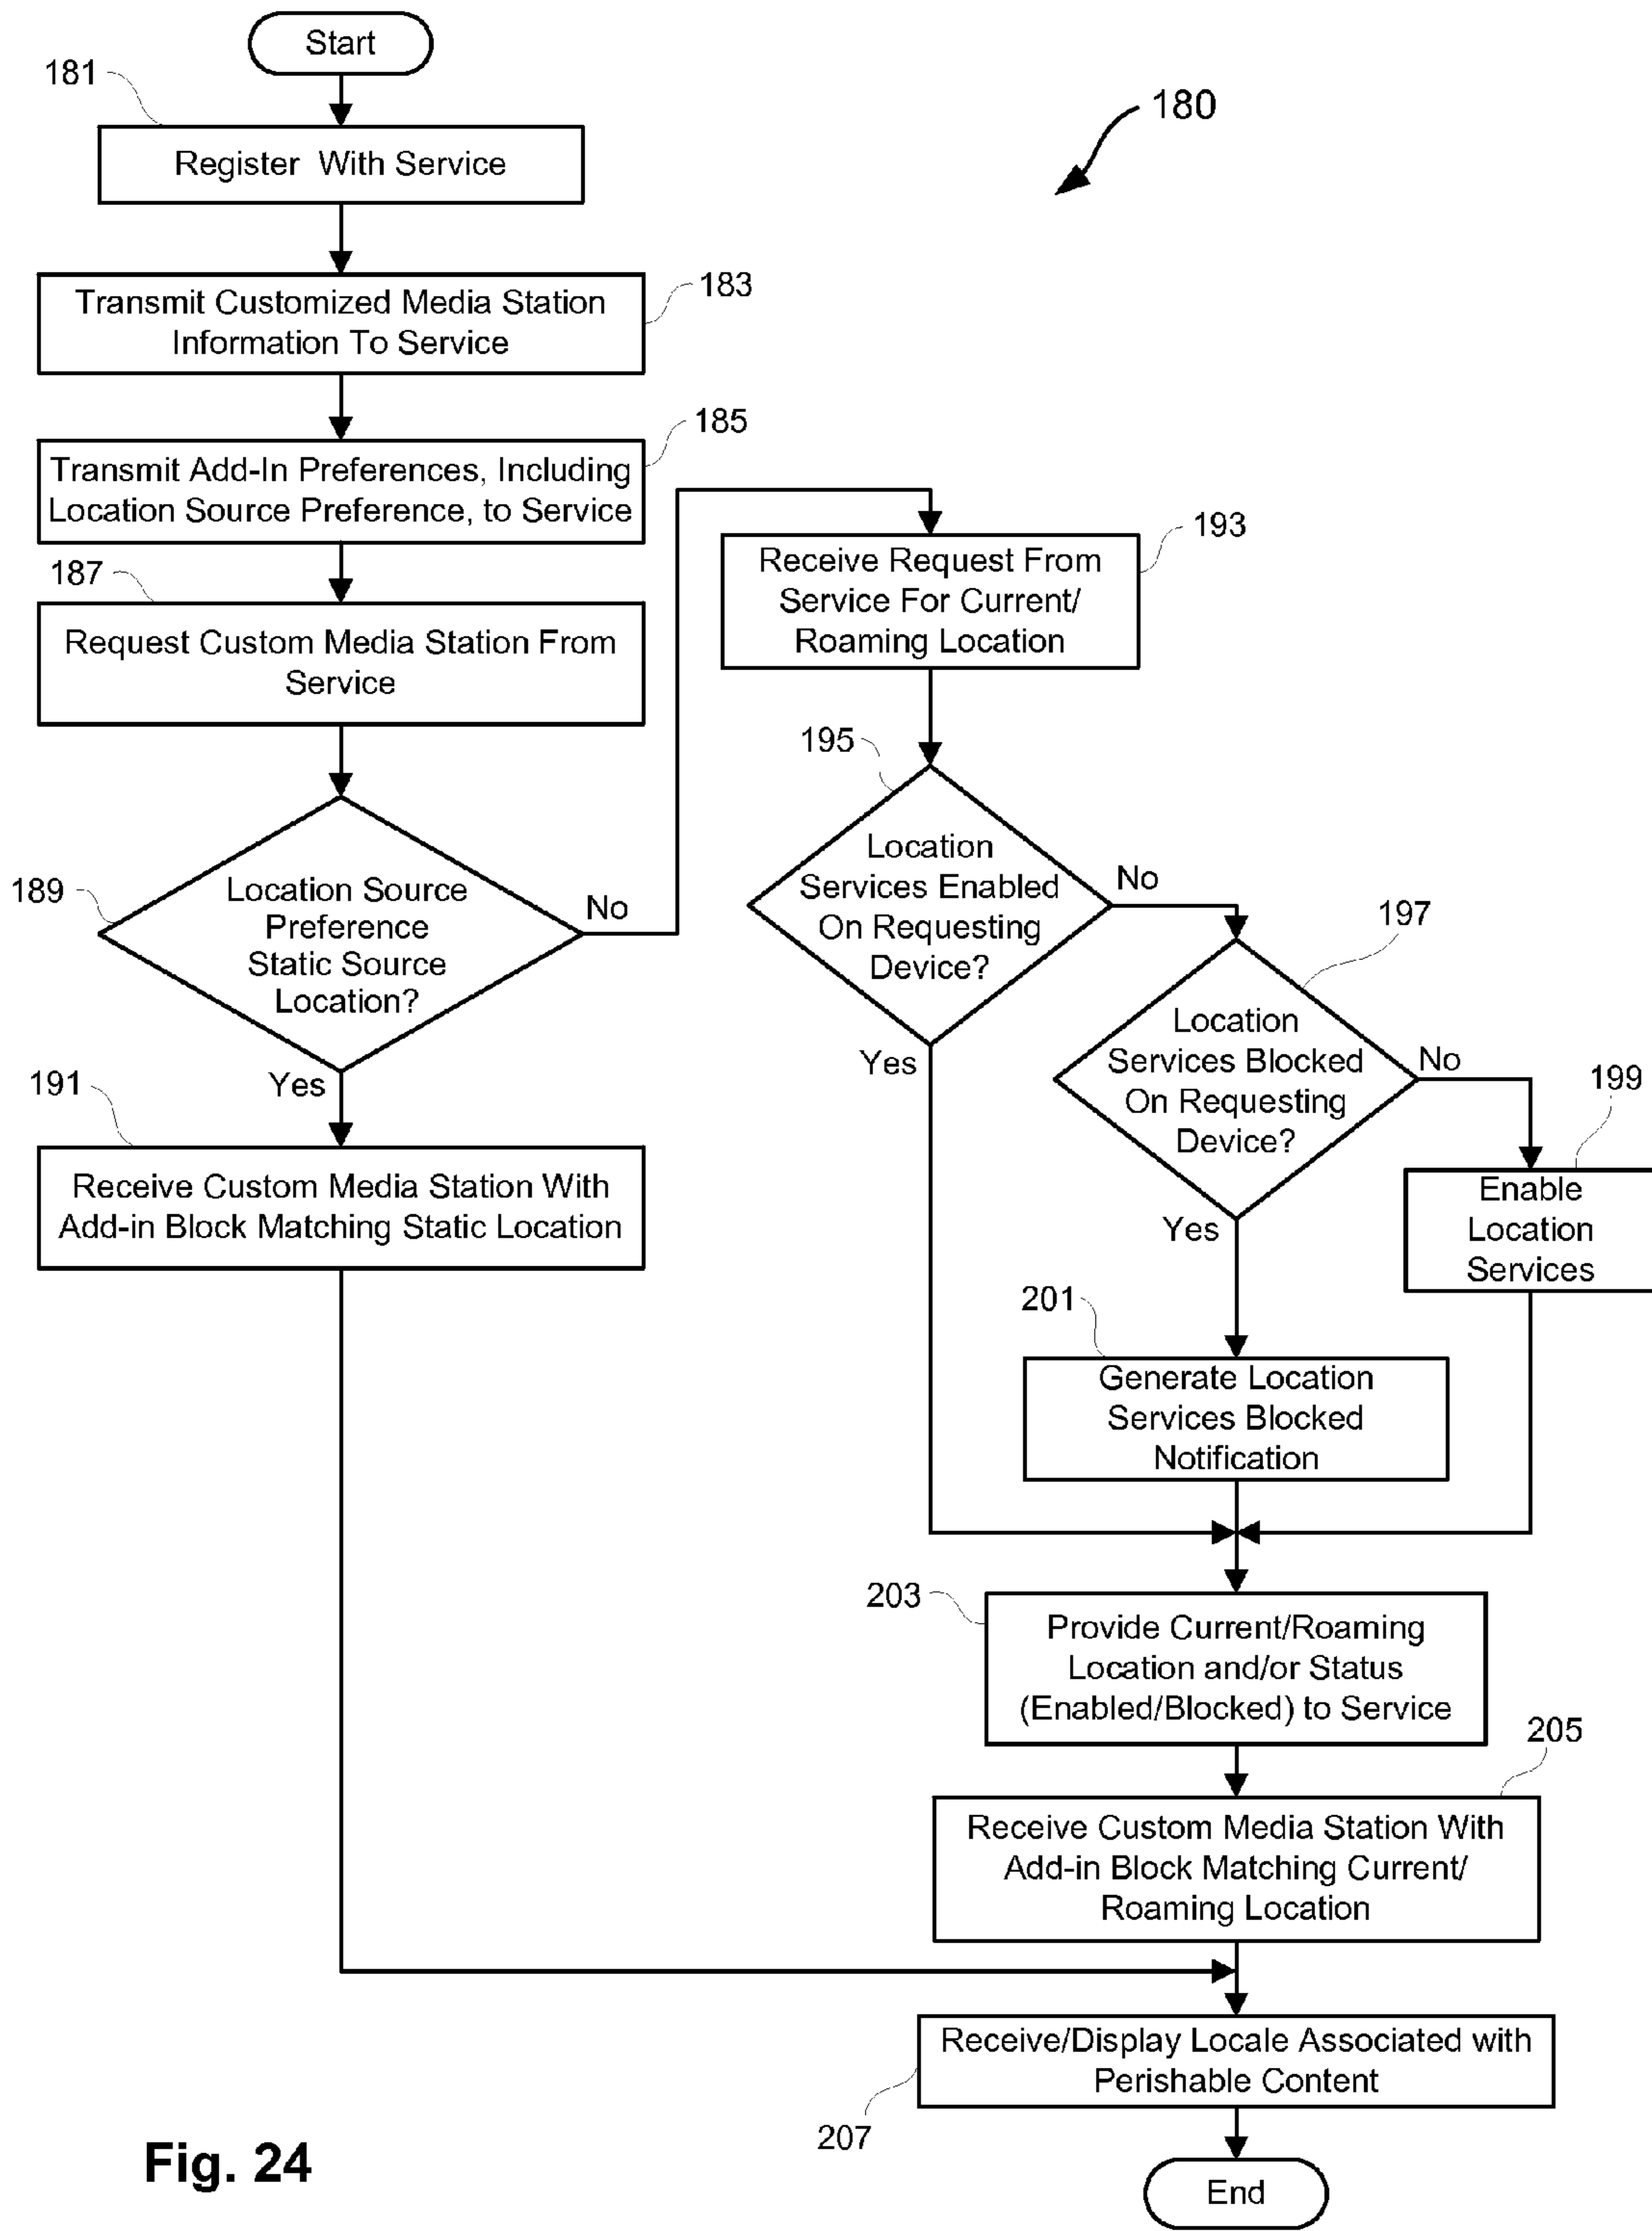 Start
181
180
Register With Service
183
Transmit Customized Media Station
Information To Service
185
Transmit Add-In Preferences, Including
Location Source Preference, to Service
187
Request Custom Media Station From
Service
189
Location Source
Preference
Static Source
Location?
No
Yes
191
Receive Custom Media Station With
Add-in Block Matching Static Location
193
Receive Request From
Service For Current/
Roaming Location
195
Location
Services Enabled
On Requesting
Device?
No
Yes
197
Location
Services Blocked
On Requesting
Device?
No
Yes
199
Enable
Location
Services
201
Generate Location
Services Blocked
Notification
203
Provide Current/Roaming
Location and/or Status
(Enabled/Blocked) to Service
205
Receive Custom Media Station With
Add-in Block Matching Current/
Roaming Location
Receive/Display Locale Associated with
Perishable Content
207
End
Fig. 24